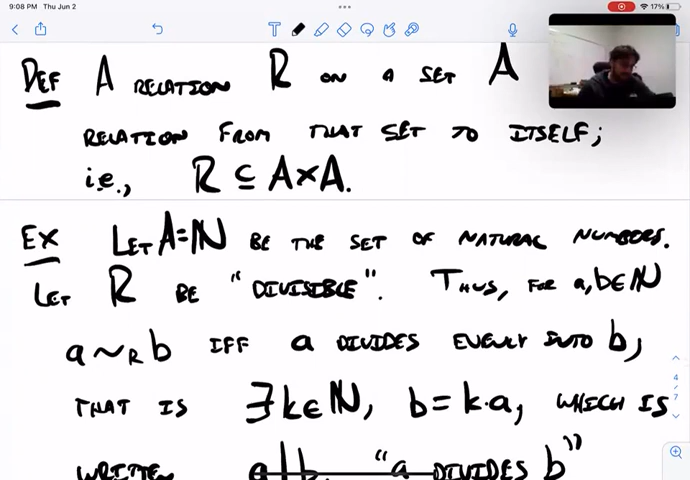 9:08 PM Thu Jun 2
17%
DEF A RELATION R ON A SET A
RELATION FROM THAT SET TO ITSELF;
i.e., R ⊆ A×A.
EX LET A=ℕ BE THE SET OF NATURAL NUMBERS.
LET R BE "DIVISIBLE". THUS, FOR a,b∈ℕ
a ~R b IFF a DIVIDES EVENLY INTO b,
THAT IS ∃k∈ℕ, b=k·a, WHICH IS
WRITTEN a|b. "a DIVIDES b"
4
/
7